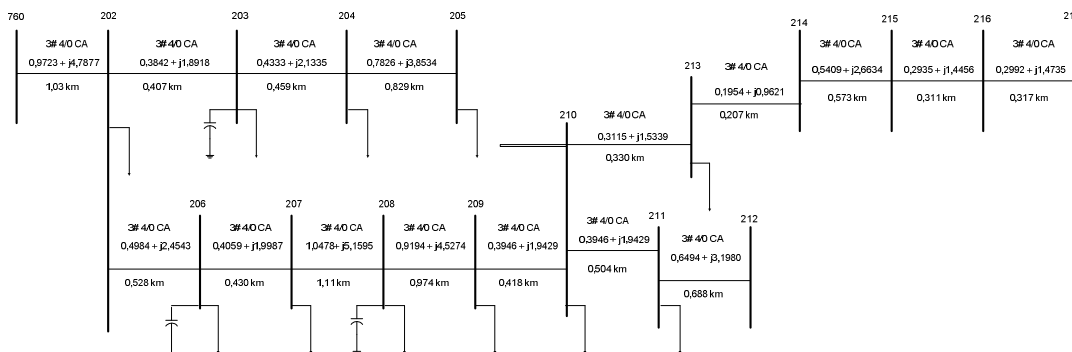 760
202
203
204
205
3# 4/0 CA
0,9723 + j4,7877
1,03 km
3# 4/0 CA
0,3842 + j1,8918
0,407 km
3# 4/0 CA
0,4333 + j2,1335
0,459 km
3# 4/0 CA
0,7826 + j3,8534
0,829 km
210
3# 4/0 CA
0,3115 + j1,5339
0,330 km
213
3# 4/0 CA
0,1954 + j0,9621
0,207 km
214
3# 4/0 CA
0,5409 + j2,6634
0,573 km
215
3# 4/0 CA
0,2935 + j1,4456
0,311 km
216
3# 4/0 CA
0,2992 + j1,4735
0,317 km
3# 4/0 CA
0,4984 + j2,4543
0,528 km
206
3# 4/0 CA
0,4059 + j1,9987
0,430 km
207
3# 4/0 CA
1,0478 + j5,1595
1,11 km
208
3# 4/0 CA
0,9194 + j4,5274
0,974 km
209
3# 4/0 CA
0,3946 + j1,9429
0,418 km
3# 4/0 CA
0,3946 + j1,9429
0,504 km
211
3# 4/0 CA
0,6494 + j3,1980
0,688 km
212